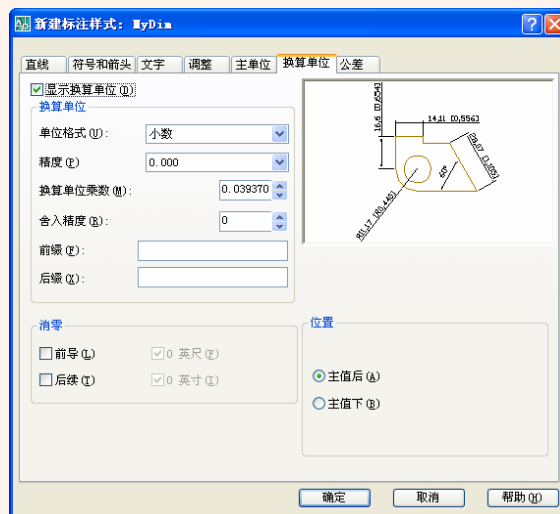 新建标注样式: MyDim
直线 符号和箭头 文字 调整 主单位 换算单位 公差
显示换算单位(D)
换算单位
单位格式(U): 小数
精度(P) 0.000
换算单位乘数(M): 0.039370
舍入精度(R): 0
前缀(F):
后缀(X):
16,6 [0,654]
14,11 [0,556]
28,07 [1,105]
60°
R11,17 [R0,440]
消零
前导(L) 0 英尺(F)
后续(T) 0 英寸(I)
位置
主值后(A)
主值下(B)
确定 取消 帮助(H)